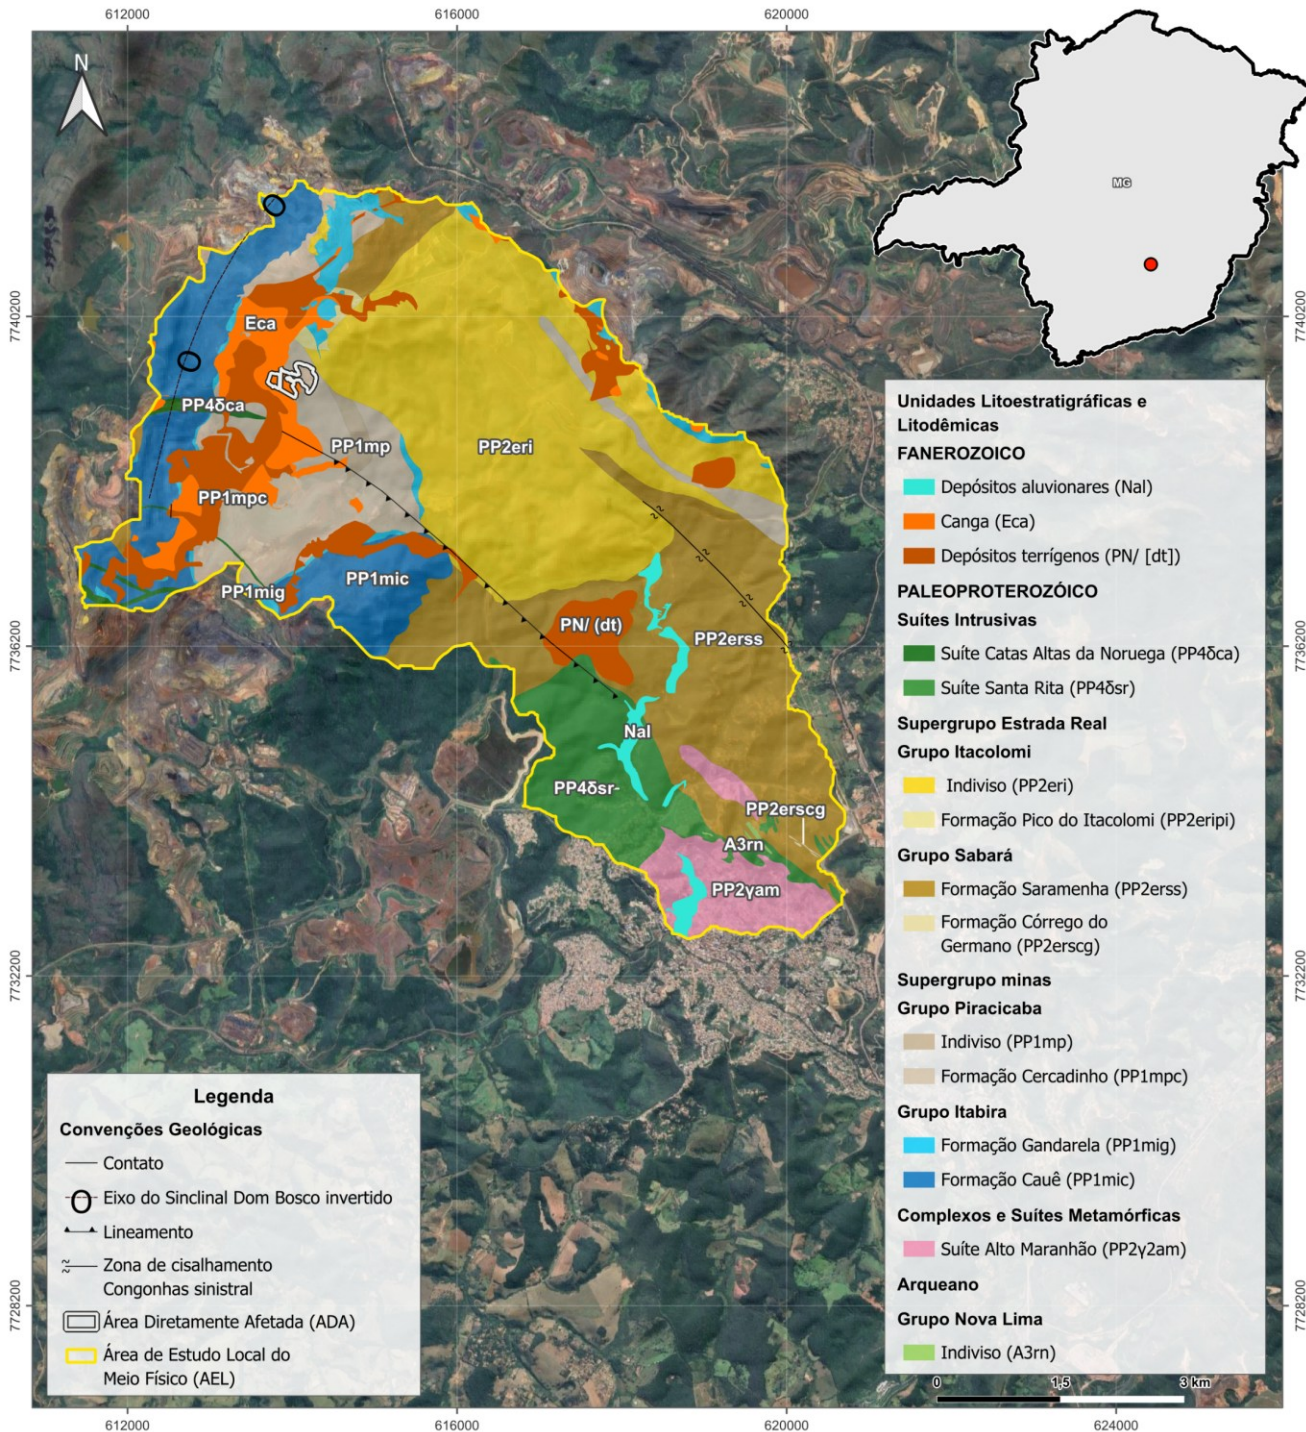 612000
616000
620000
N
MG
7740200
7740200
Eca
PP4δca
PP1mp
PP2eri
PP1mpc
PP1mic
PP1mig
PN/ (dt)
PP2erss
7736200
7736200
Nal
PP4δsr-
PP2erscg
A3rn
PP2γam
7732200
7732200
7728200
7728200
Unidades Litoestratigráficas e
Litodêmicas
FANEROZOICO
Depósitos aluvionares (Nal)
Canga (Eca)
Depósitos terrígenos (PN/ [dt])
PALEOPROTEROZÓICO
Suítes Intrusivas
Suíte Catas Altas da Noruega (PP4δca)
Suíte Santa Rita (PP4δsr)
Supergrupo Estrada Real
Grupo Itacolomi
Indiviso (PP2eri)
Formação Pico do Itacolomi (PP2eripi)
Grupo Sabará
Formação Saramenha (PP2erss)
Formação Córrego do
Germano (PP2erscg)
Supergrupo minas
Grupo Piracicaba
Indiviso (PP1mp)
Formação Cercadinho (PP1mpc)
Grupo Itabira
Formação Gandarela (PP1mig)
Formação Cauê (PP1mic)
Complexos e Suítes Metamórficas
Suíte Alto Maranhão (PP2γ2am)
Arqueano
Grupo Nova Lima
Indiviso (A3rn)
Legenda
Convenções Geológicas
Contato
Eixo do Sinclinal Dom Bosco invertido
Lineamento
Zona de cisalhamento
Congonhas sinistral
Área Diretamente Afetada (ADA)
Área de Estudo Local do
Meio Físico (AEL)
0 1,5 3 km
612000
616000
620000
624000